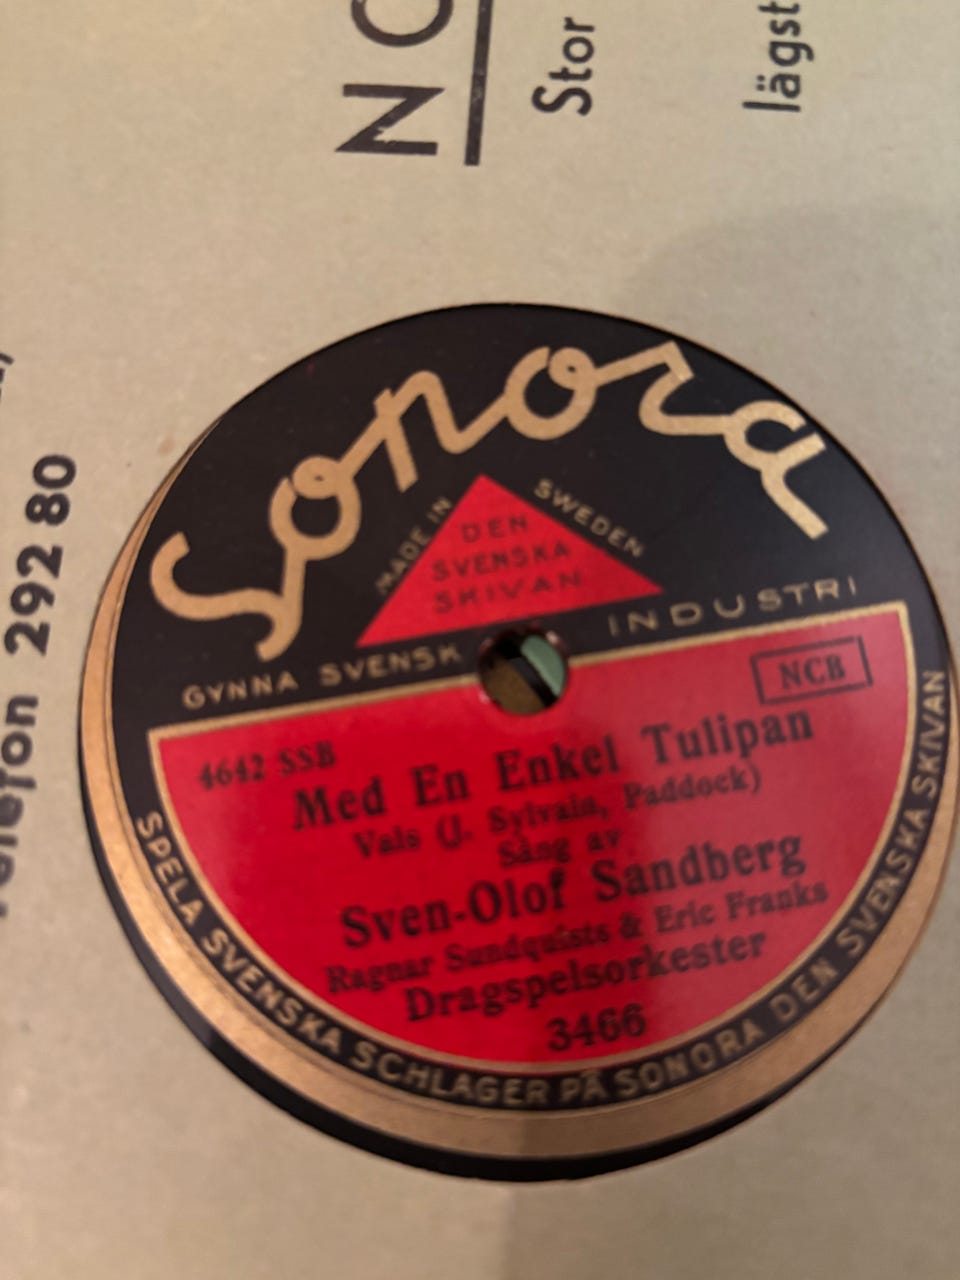 NO
Stor
lägst
292 80
Sonora
MADE IN SWEDEN
DEN
SVENSKA
SKIVAN
GYNNA SVENSK INDUSTRI
NCB
4642 SSB
Med En Enkel Tulipan
Vals (J. Sylvain, Paddock)
Sång av
Sven-Olof Sandberg
Ragnar Sundquists & Eric Franks
Dragspelsorkester
3466
SPELA SVENSKA SCHLAGER PÅ SONORA DEN SVENSKA SKIVAN